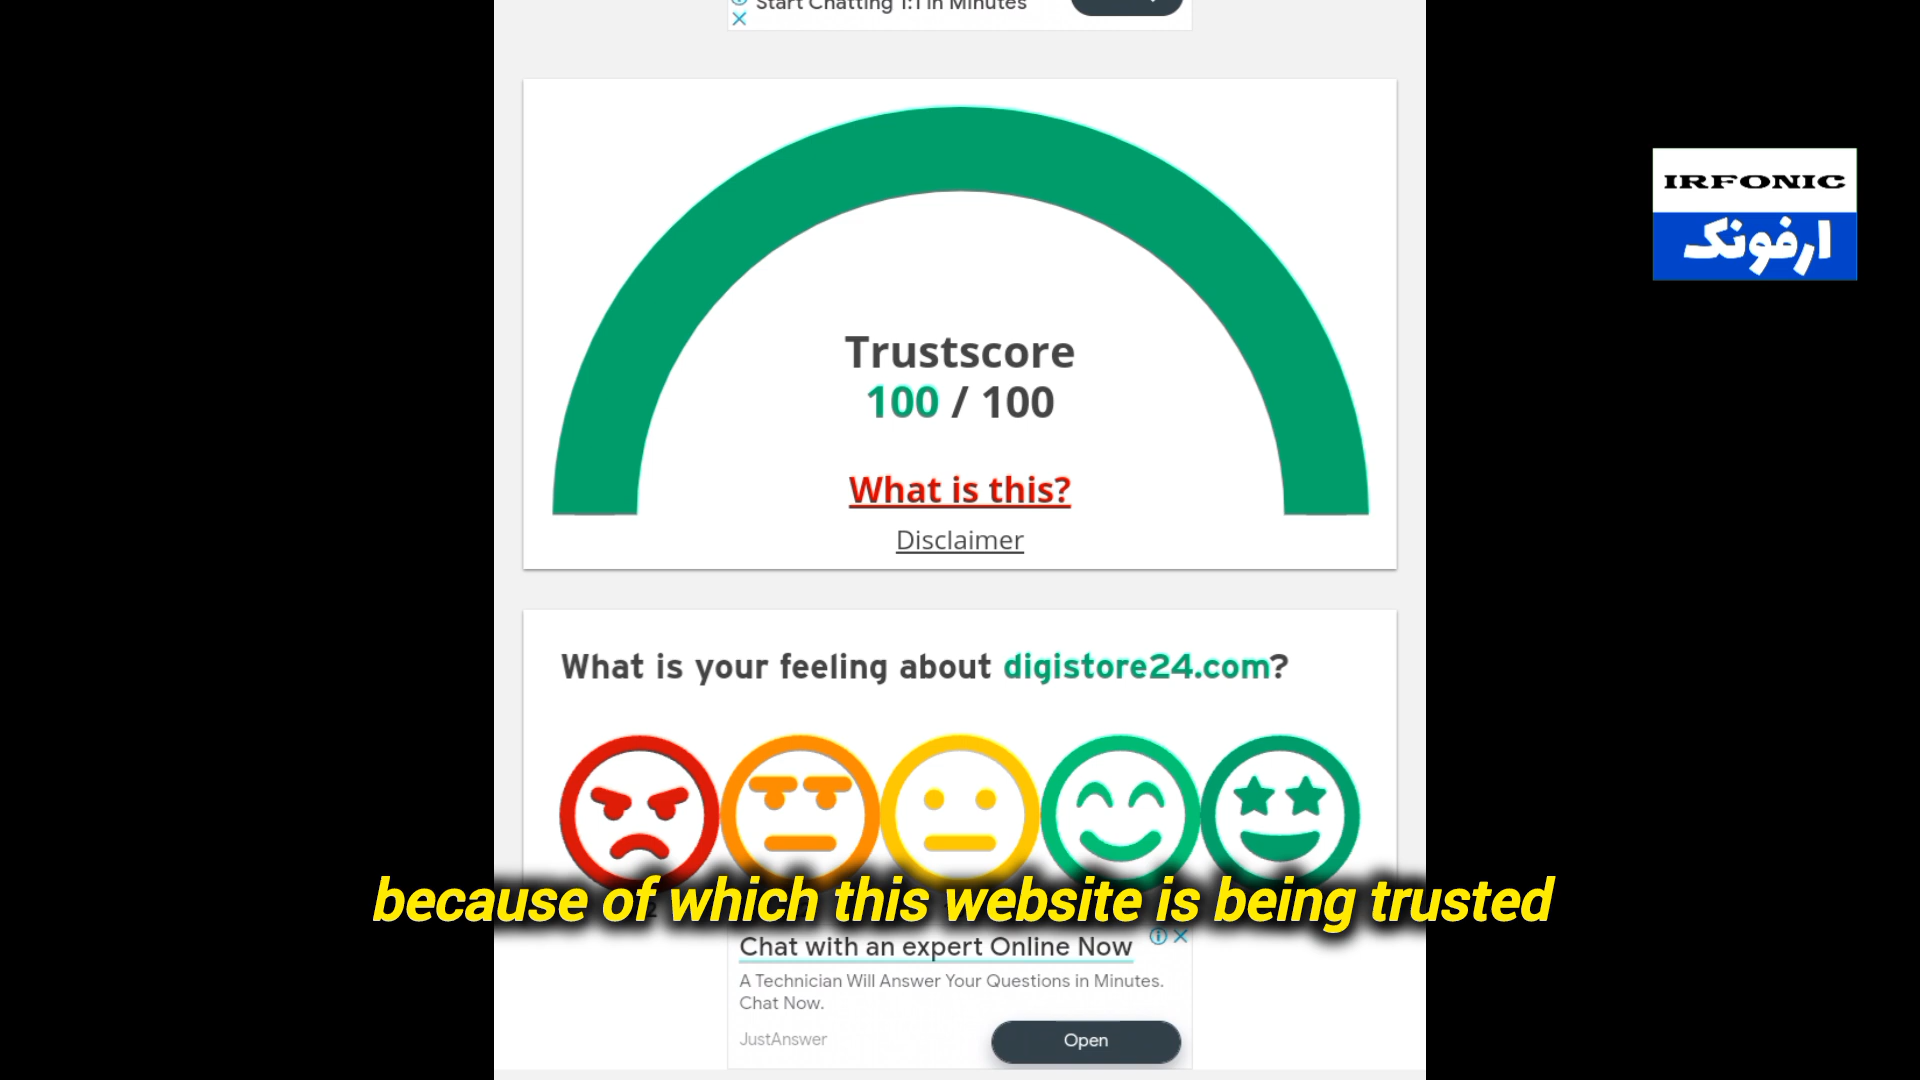 Start Chatting 1:1 in Minutes
IRFONIC
ارفونک
Trustscore
100 / 100
What is this?
Disclaimer
What is your feeling about digistore24.com?
because of which this website is being trusted
Chat with an expert Online Now
A Technician Will Answer Your Questions in Minutes.
Chat Now.
JustAnswer
Open